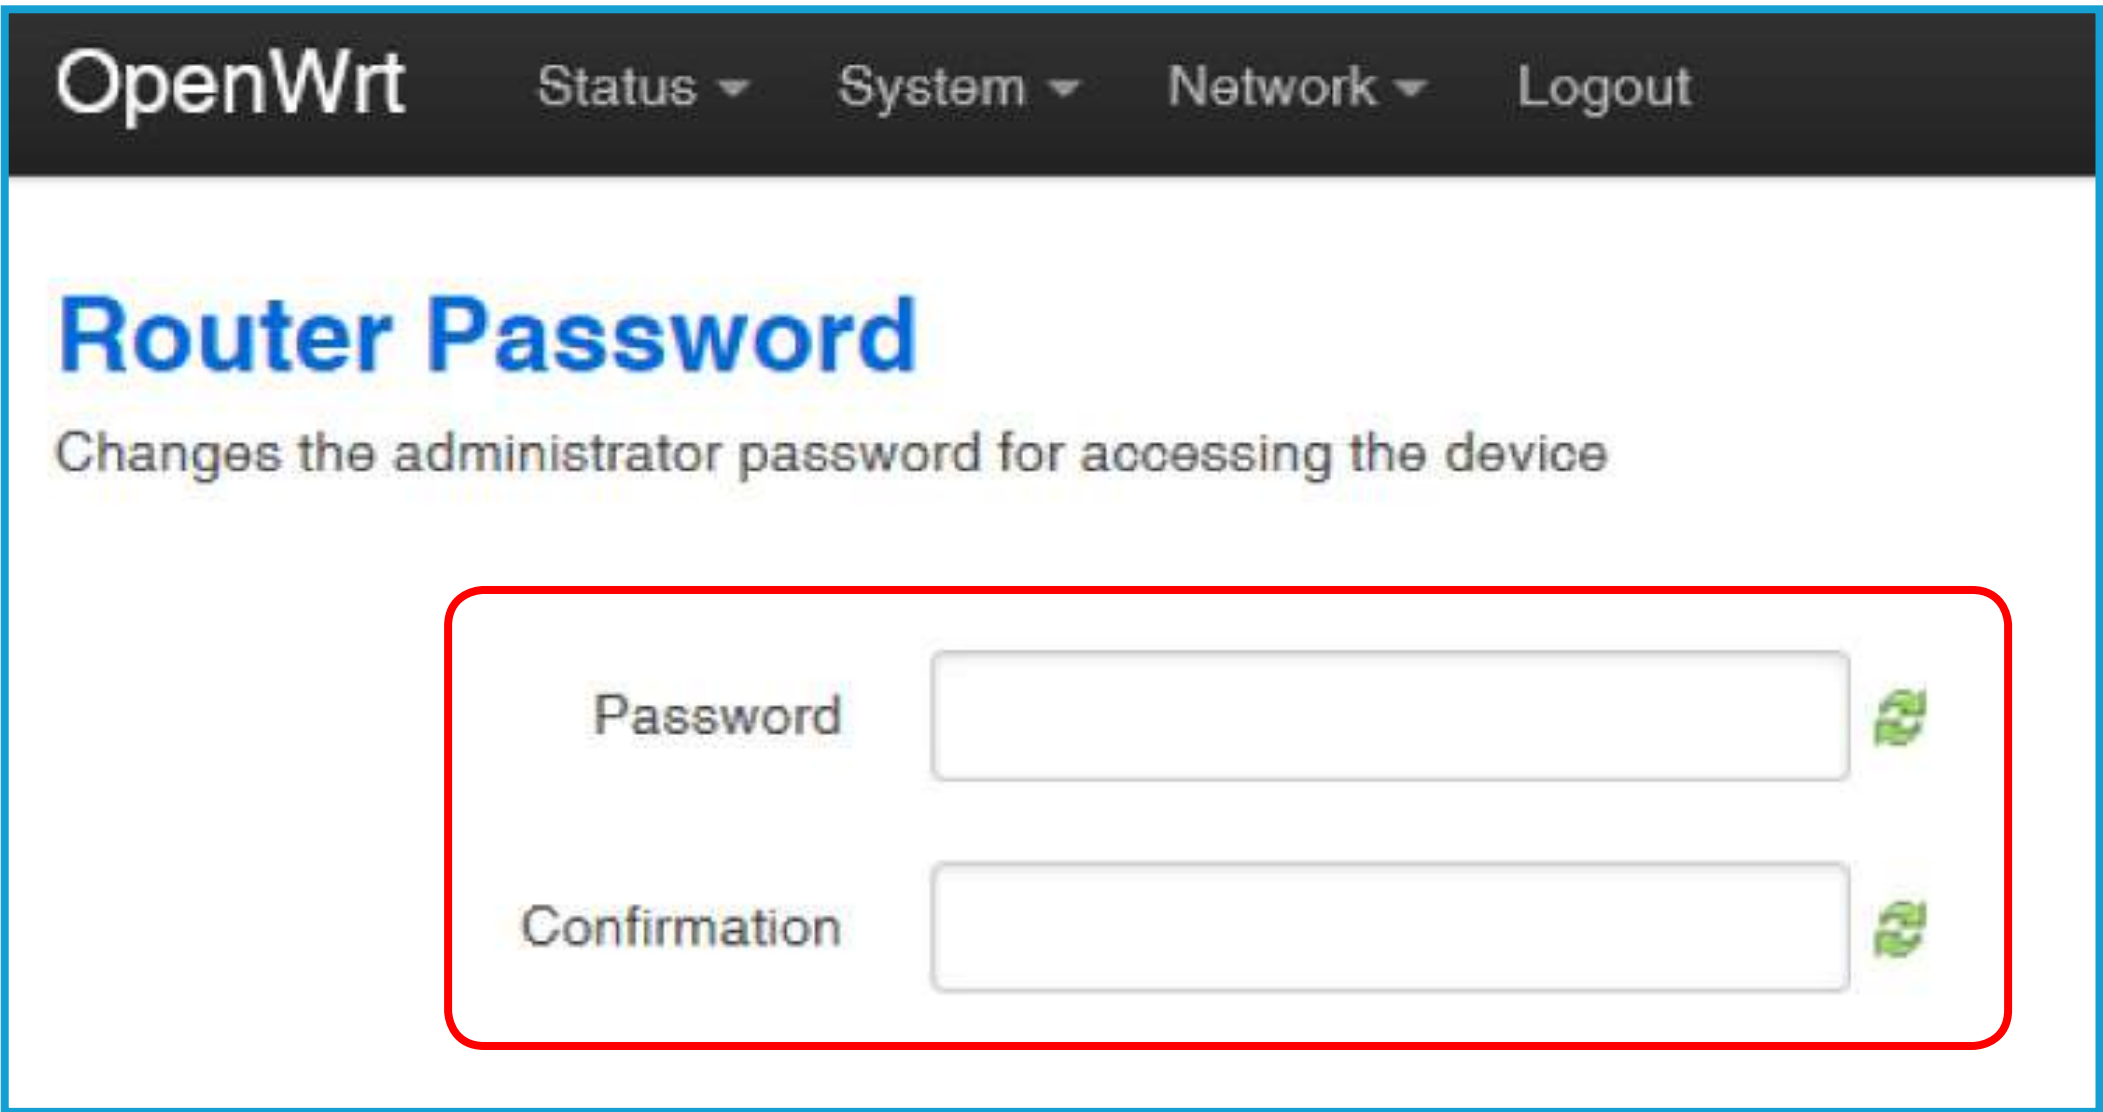 OpenWrt Status System Network Logout
Router Password
Changes the administrator password for accessing the device
Password
Confirmation